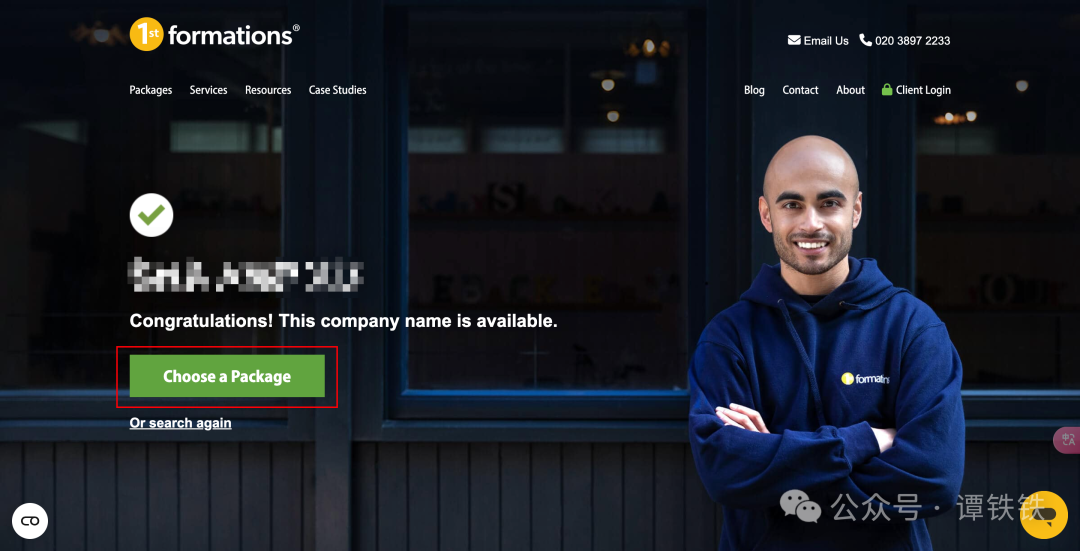 1st formations®
Email Us 020 3897 2233
Packages Services Resources Case Studies Blog Contact About Client Login
Congratulations! This company name is available.
Choose a Package
Or search again
1st formations
公众号 · 谭铁铁